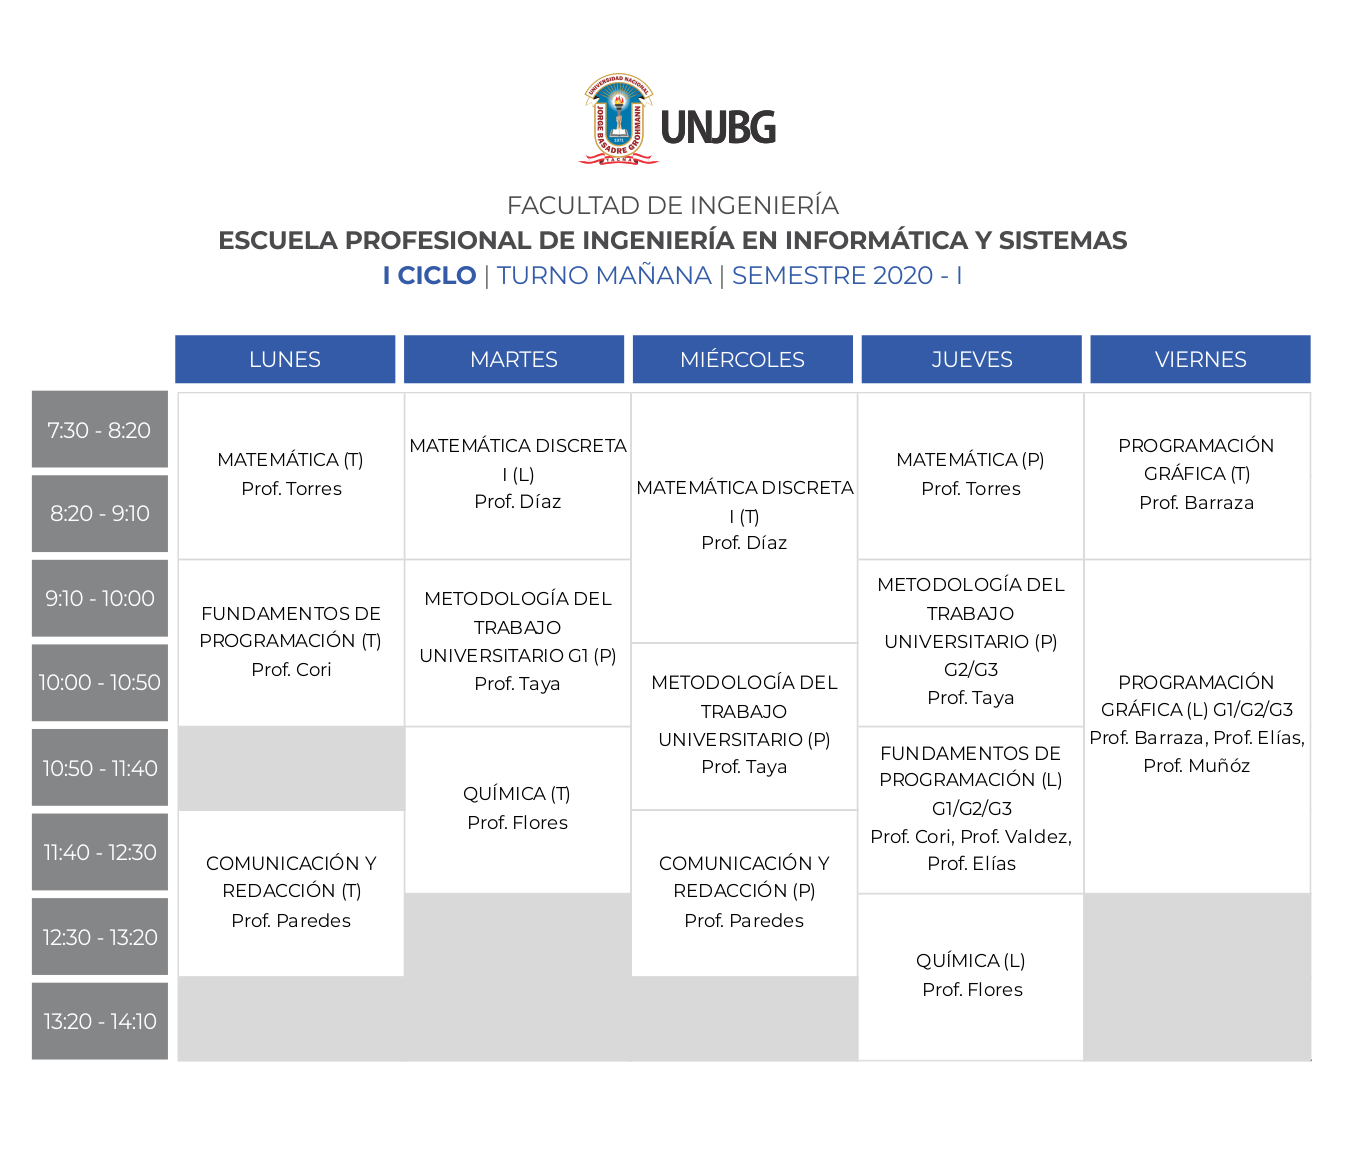 UNIVERSIDAD NACIONAL
JORGE BASADRE GROHMANN
TACNA
UNJBG
FACULTAD DE INGENIERÍA
ESCUELA PROFESIONAL DE INGENIERÍA EN INFORMÁTICA Y SISTEMAS
I CICLO | TURNO MAÑANA | SEMESTRE 2020 - I
LUNES
MARTES
MIÉRCOLES
JUEVES
VIERNES
7:30 - 8:20
8:20 - 9:10
9:10 - 10:00
10:00 - 10:50
10:50 - 11:40
11:40 - 12:30
12:30 - 13:20
13:20 - 14:10
MATEMÁTICA (T)
Prof. Torres
FUNDAMENTOS DE
PROGRAMACIÓN (T)
Prof. Cori
COMUNICACIÓN Y
REDACCIÓN (T)
Prof. Paredes
MATEMÁTICA DISCRETA
I (L)
Prof. Díaz
METODOLOGÍA DEL
TRABAJO
UNIVERSITARIO G1 (P)
Prof. Taya
QUÍMICA (T)
Prof. Flores
MATEMÁTICA DISCRETA
I (T)
Prof. Díaz
METODOLOGÍA DEL
TRABAJO
UNIVERSITARIO (P)
Prof. Taya
COMUNICACIÓN Y
REDACCIÓN (P)
Prof. Paredes
MATEMÁTICA (P)
Prof. Torres
METODOLOGÍA DEL
TRABAJO
UNIVERSITARIO (P)
G2/G3
Prof. Taya
FUNDAMENTOS DE
PROGRAMACIÓN (L)
G1/G2/G3
Prof. Cori, Prof. Valdez,
Prof. Elías
QUÍMICA (L)
Prof. Flores
PROGRAMACIÓN
GRÁFICA (T)
Prof. Barraza
PROGRAMACIÓN
GRÁFICA (L) G1/G2/G3
Prof. Barraza, Prof. Elías,
Prof. Muñóz